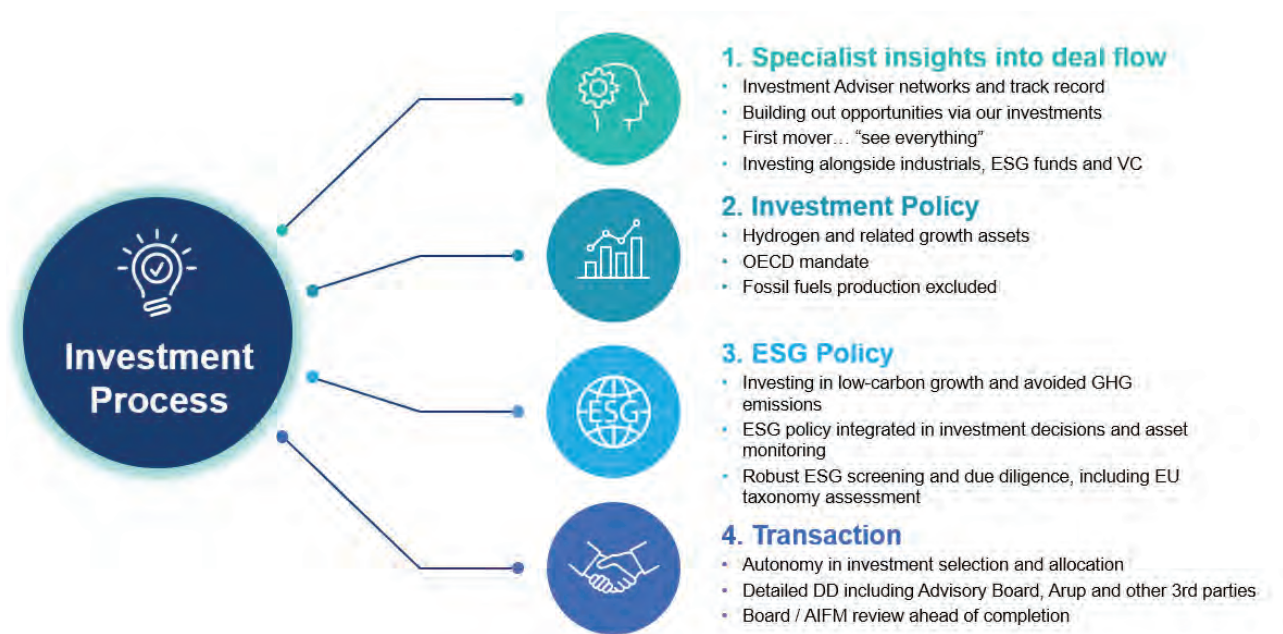 Investment
Process
1. Specialist insights into deal flow
• Investment Adviser networks and track record
• Building out opportunities via our investments
• First mover… “see everything”
• Investing alongside industrials, ESG funds and VC
2. Investment Policy
• Hydrogen and related growth assets
• OECD mandate
• Fossil fuels production excluded
ESG
3. ESG Policy
• Investing in low-carbon growth and avoided GHG
emissions
• ESG policy integrated in investment decisions and asset
monitoring
• Robust ESG screening and due diligence, including EU
taxonomy assessment
4. Transaction
• Autonomy in investment selection and allocation
• Detailed DD including Advisory Board, Arup and other 3rd parties
• Board / AIFM review ahead of completion